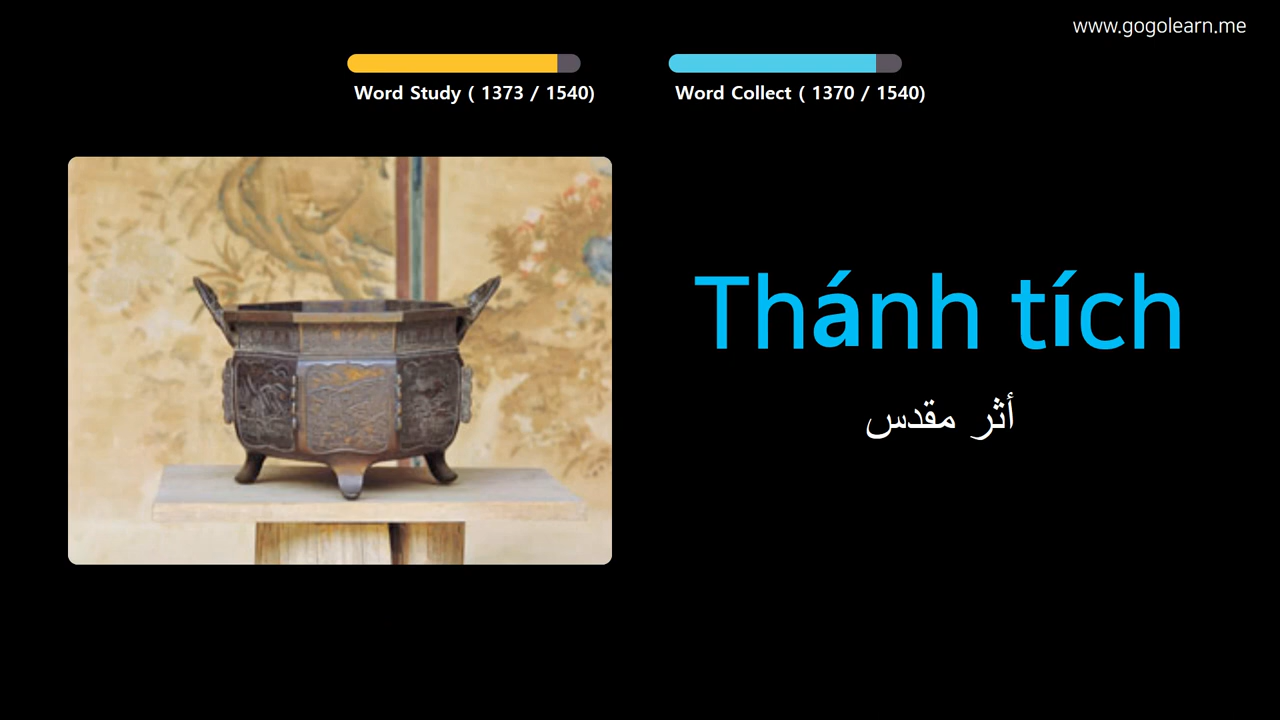 www.gogolearn.me
Word Study ( 1373 / 1540)
Word Collect ( 1370 / 1540)
Thánh tích
أثر مقدس